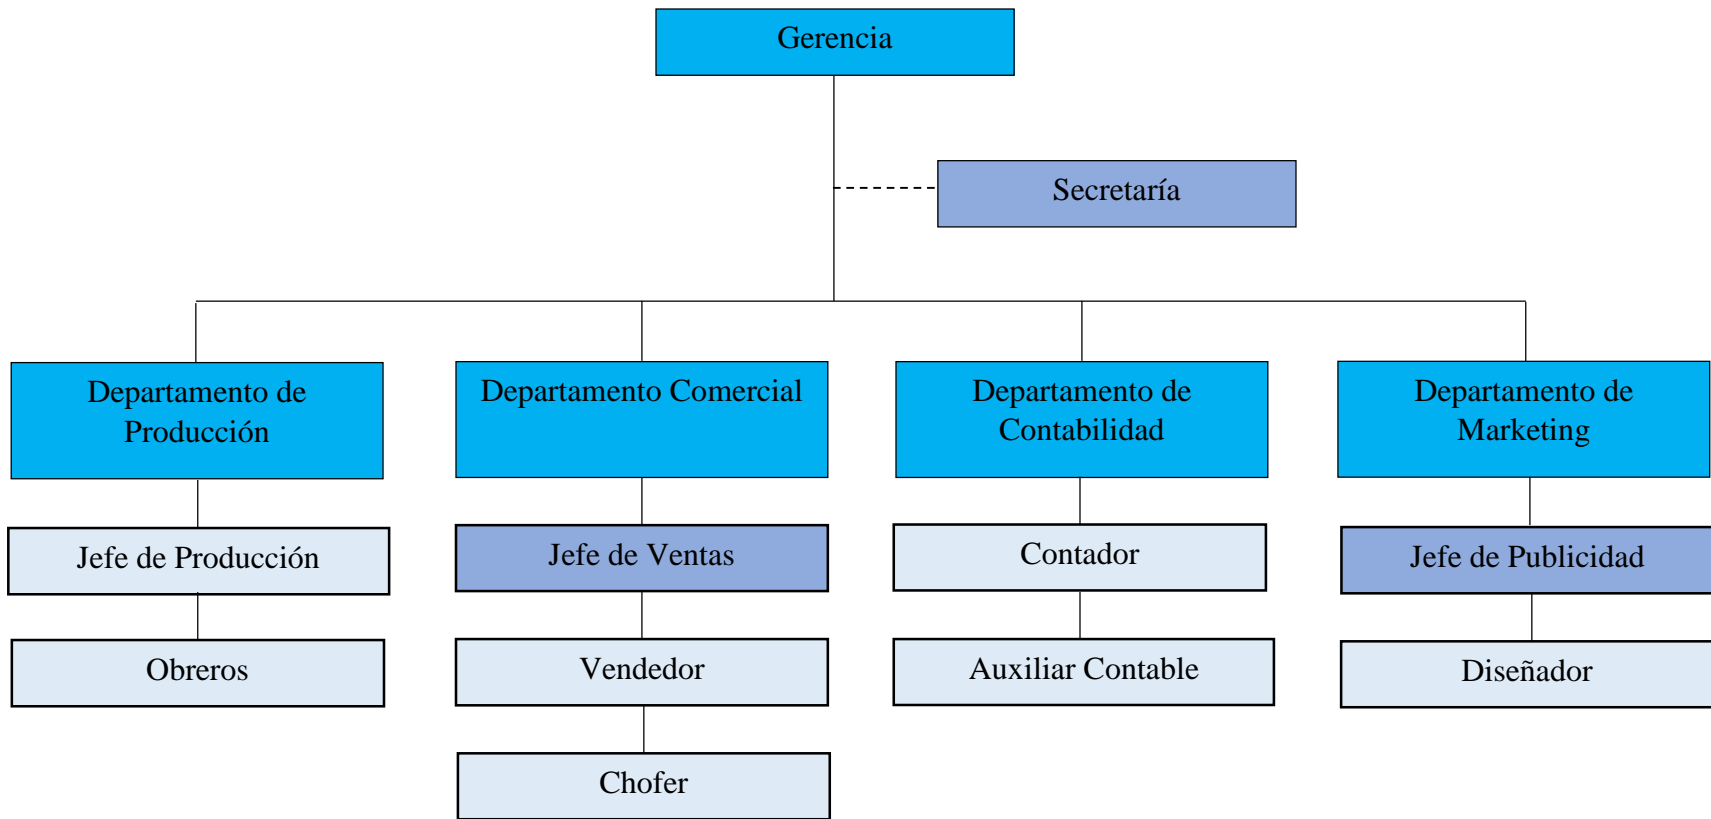 Gerencia
Secretaría
Departamento de
Producción
Departamento Comercial
Departamento de
Contabilidad
Departamento de
Marketing
Jefe de Producción
Jefe de Ventas
Contador
Jefe de Publicidad
Obreros
Vendedor
Auxiliar Contable
Diseñador
Chofer